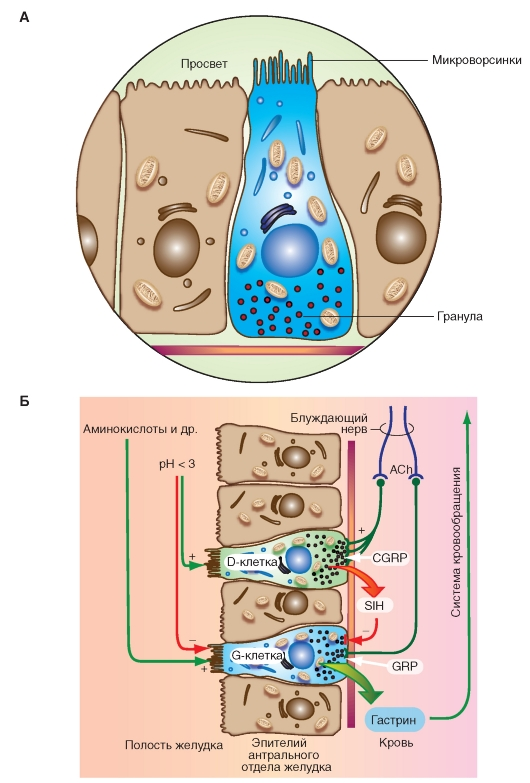 А
Просвет
Микроворсинки
Гранула
Б
Аминокислоты и др.
pH < 3
Блуждающий
нерв
ACh
+
+
D-клетка
CGRP
SIH
–
–
G-клетка
+
GRP
Гастрин
Система кровообращения
Полость желудка
Эпителий
антрального
отдела желудка
Кровь